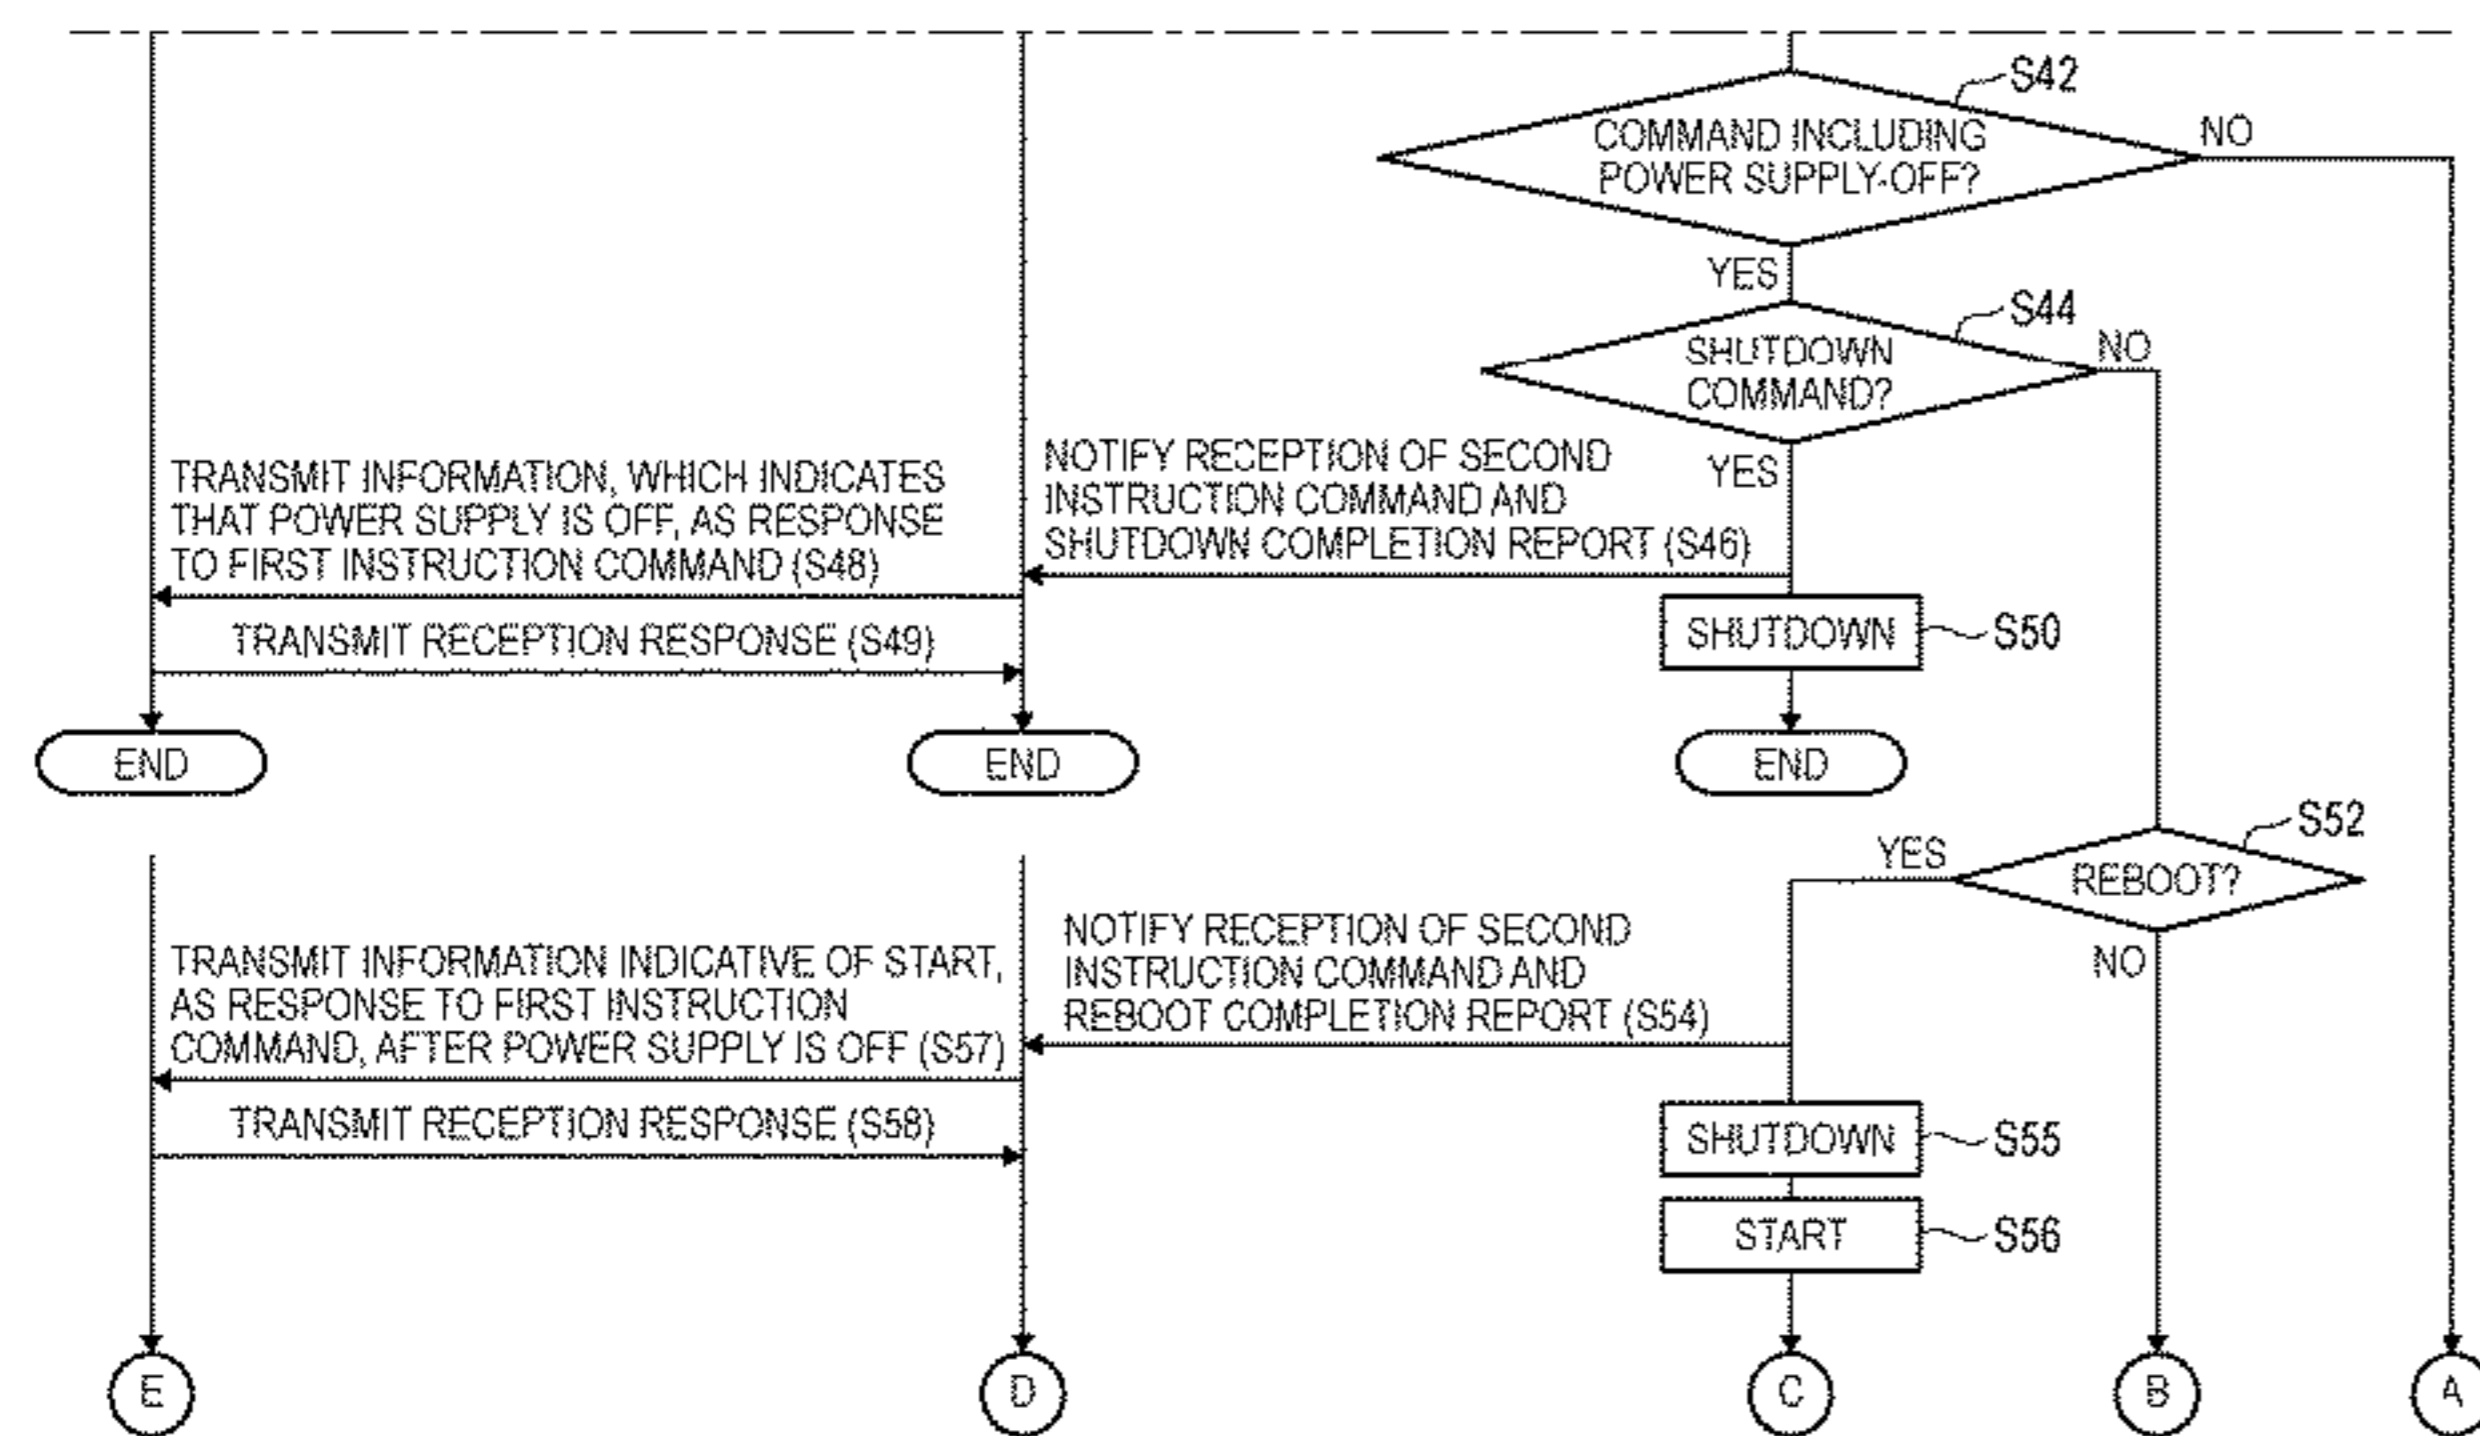 S42
COMMAND INCLUDING
POWER SUPPLY-OFF?
NO
YES
S44
SHUTDOWN
COMMAND?
NO
YES
NOTIFY RECEPTION OF SECOND
INSTRUCTION COMMAND AND
SHUTDOWN COMPLETION REPORT (S46)
TRANSMIT INFORMATION, WHICH INDICATES
THAT POWER SUPPLY IS OFF, AS RESPONSE
TO FIRST INSTRUCTION COMMAND (S48)
TRANSMIT RECEPTION RESPONSE (S49)
SHUTDOWN
S50
END
END
END
S52
YES
REBOOT?
NO
NOTIFY RECEPTION OF SECOND
INSTRUCTION COMMAND AND
REBOOT COMPLETION REPORT (S54)
TRANSMIT INFORMATION INDICATIVE OF START,
AS RESPONSE TO FIRST INSTRUCTION
COMMAND, AFTER POWER SUPPLY IS OFF (S57)
TRANSMIT RECEPTION RESPONSE (S58)
SHUTDOWN
S55
START
S56
E
D
C
B
A